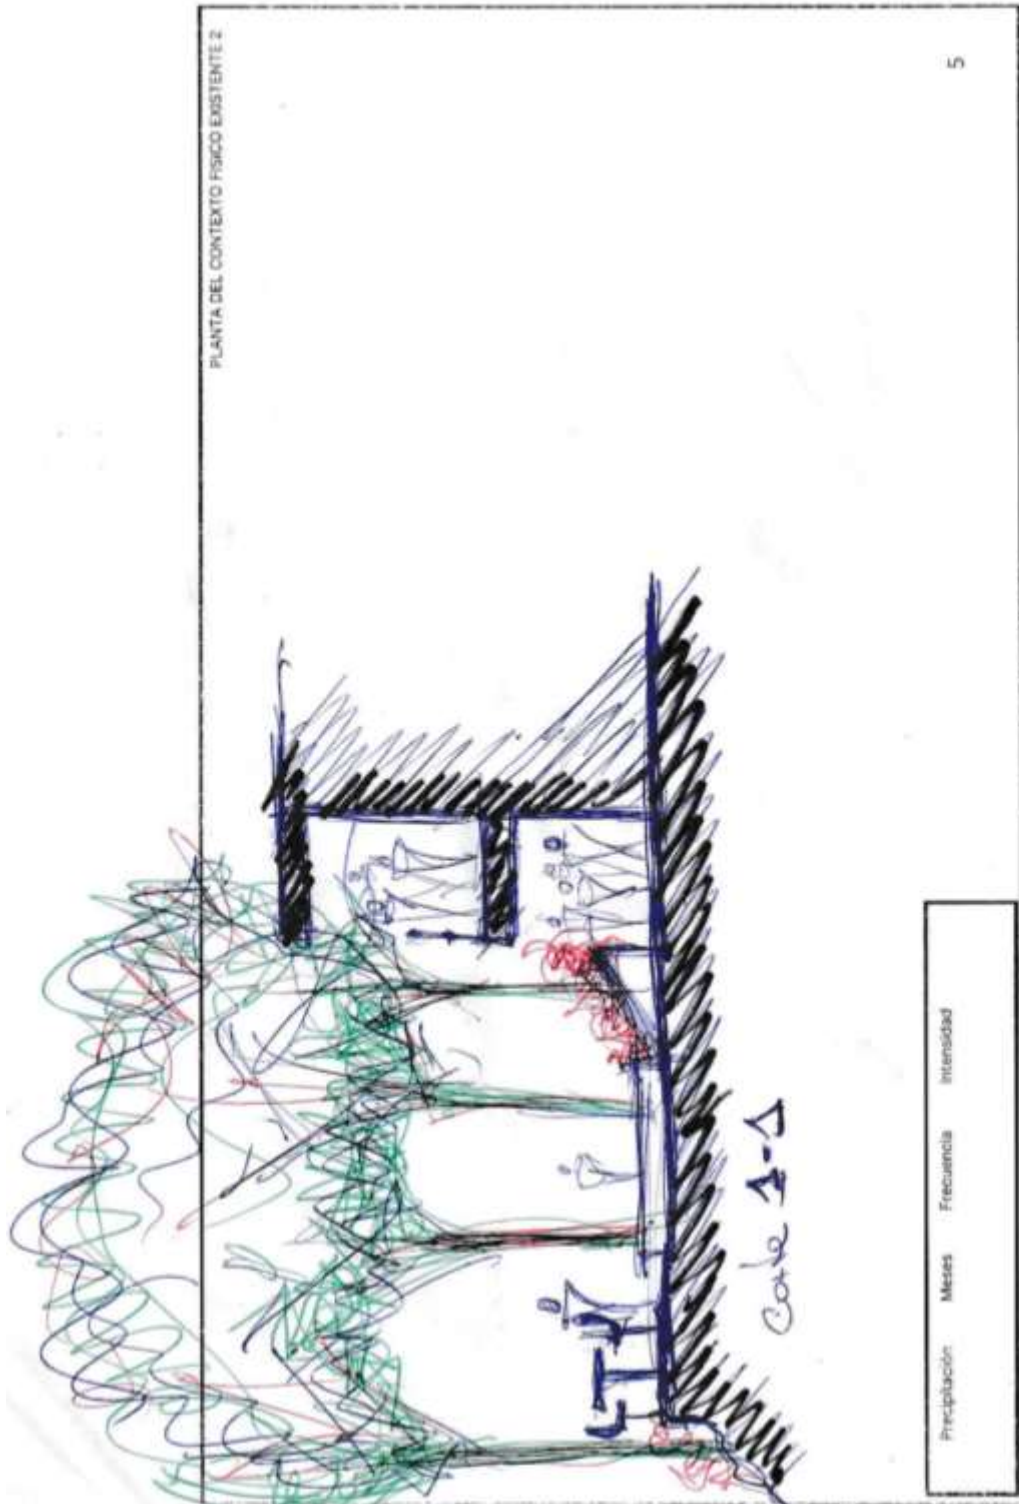 PLANTA DEL CONTEXTO FISICO EXISTENTE 2
Corte 1-1
Precipitación Meses Frecuencia Intensidad
5